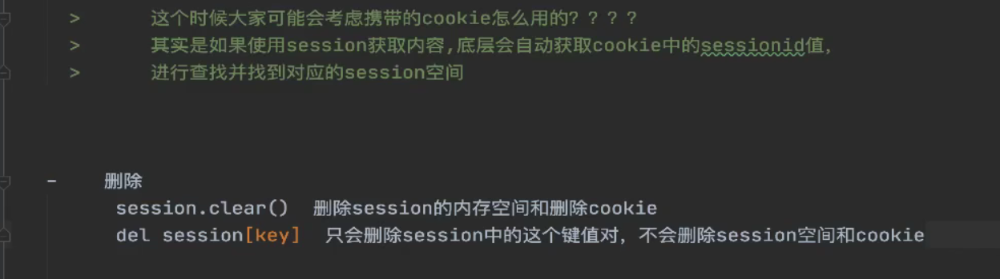 > 这个时候大家可能会考虑携带的cookie怎么用的？？？？
> 其实是如果使用session获取内容,底层会自动获取cookie中的sessionid值，
> 进行查找并找到对应的session空间
- 删除
session.clear() 删除session的内存空间和删除cookie
del session[key] 只会删除session中的这个键值对，不会删除session空间和cookie